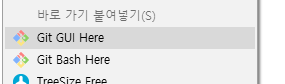 바로 가기 붙여넣기(S)
Git GUI Here
Git Bash Here
TreeSize Free